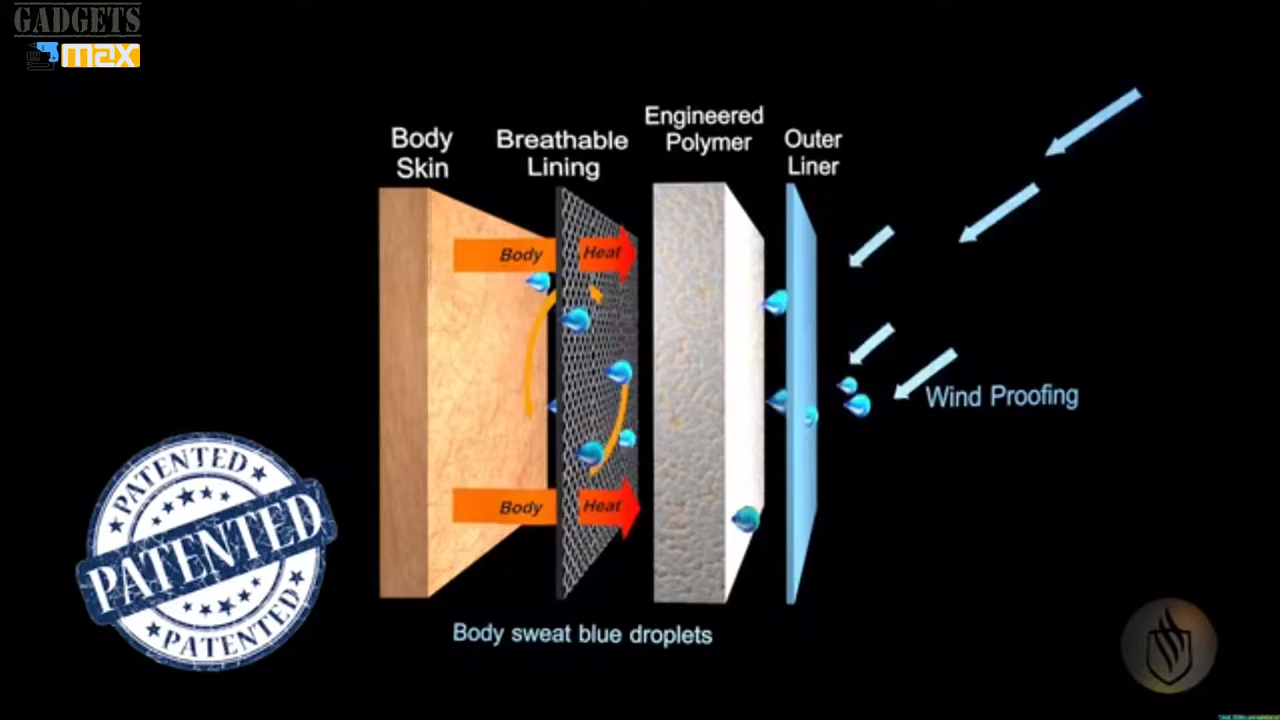 GADGETS
max
Body
Skin
Breathable
Lining
Engineered
Polymer
Outer
Liner
Body Heat
Wind Proofing
Body Heat
PATENTED
PATENTED
PATENTED
Body sweat blue droplets